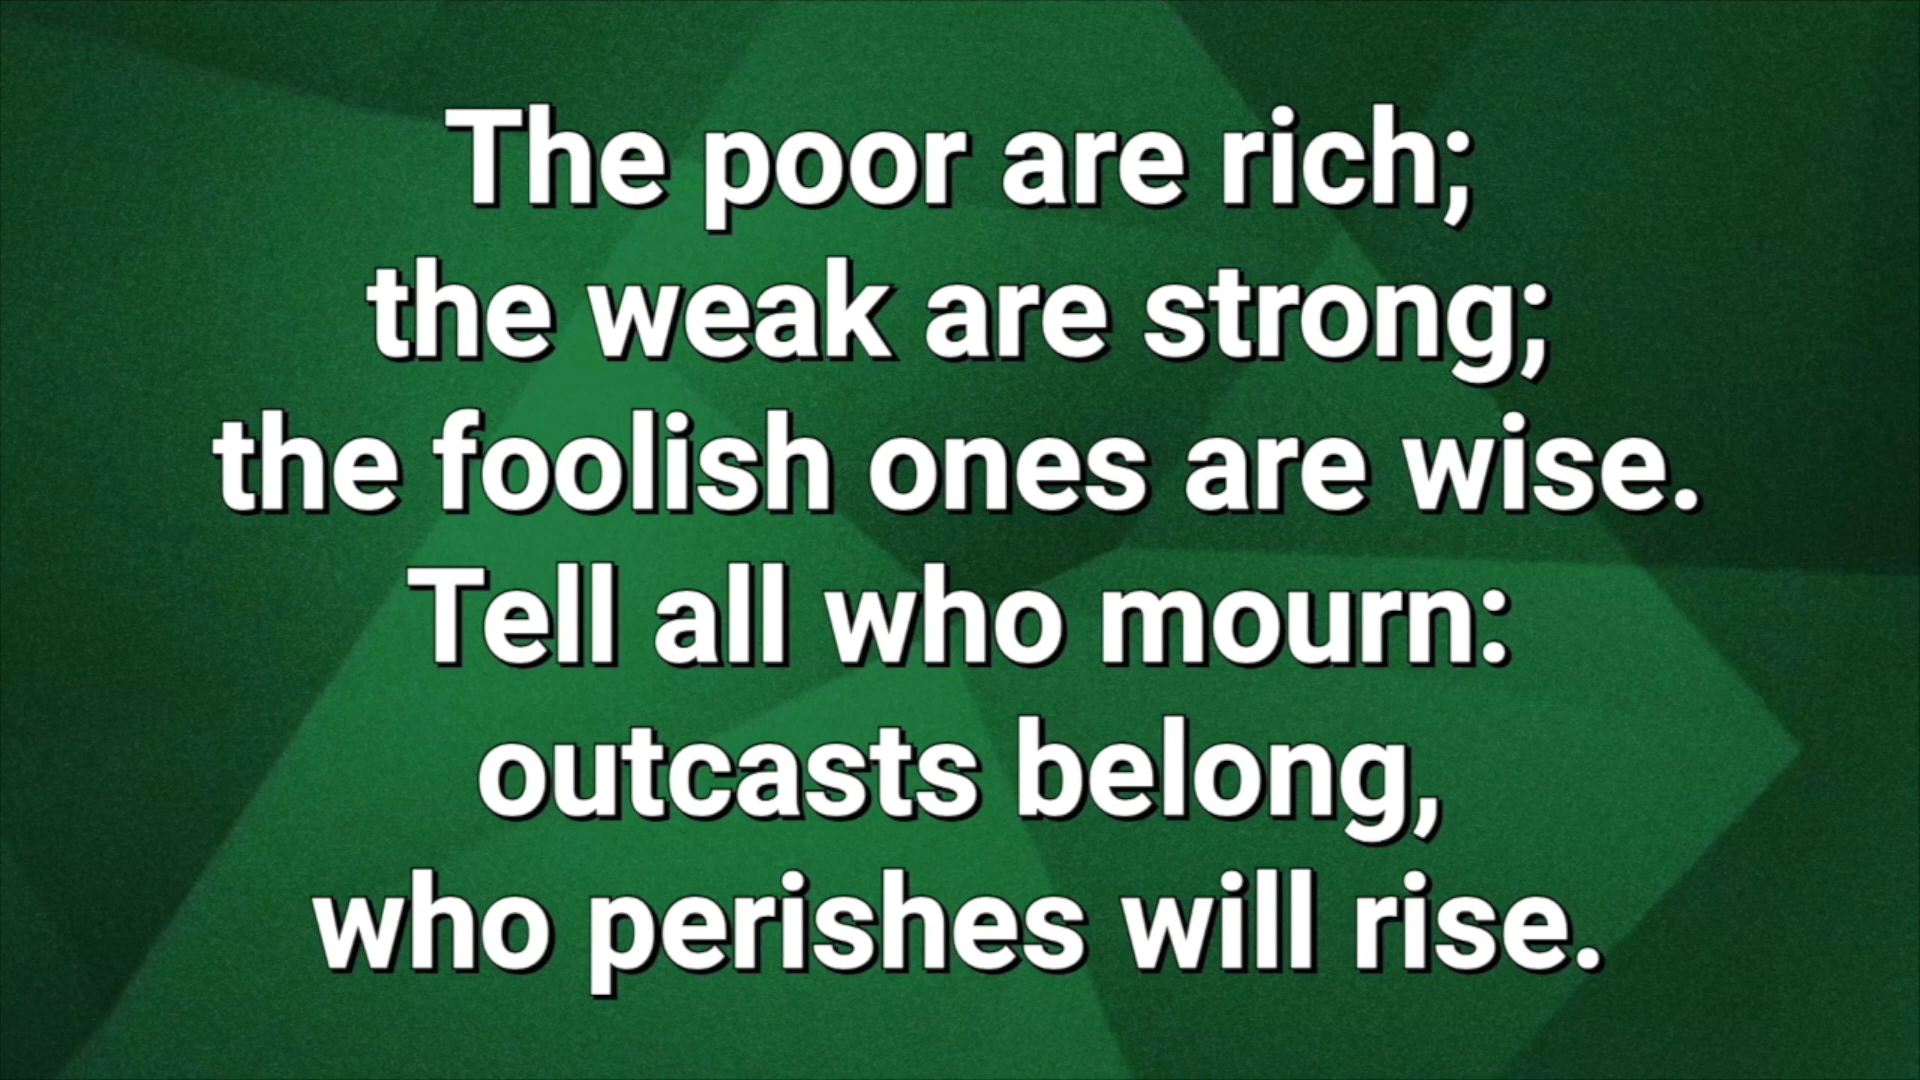 The poor are rich;
the weak are strong;
the foolish ones are wise.
Tell all who mourn:
outcasts belong,
who perishes will rise.